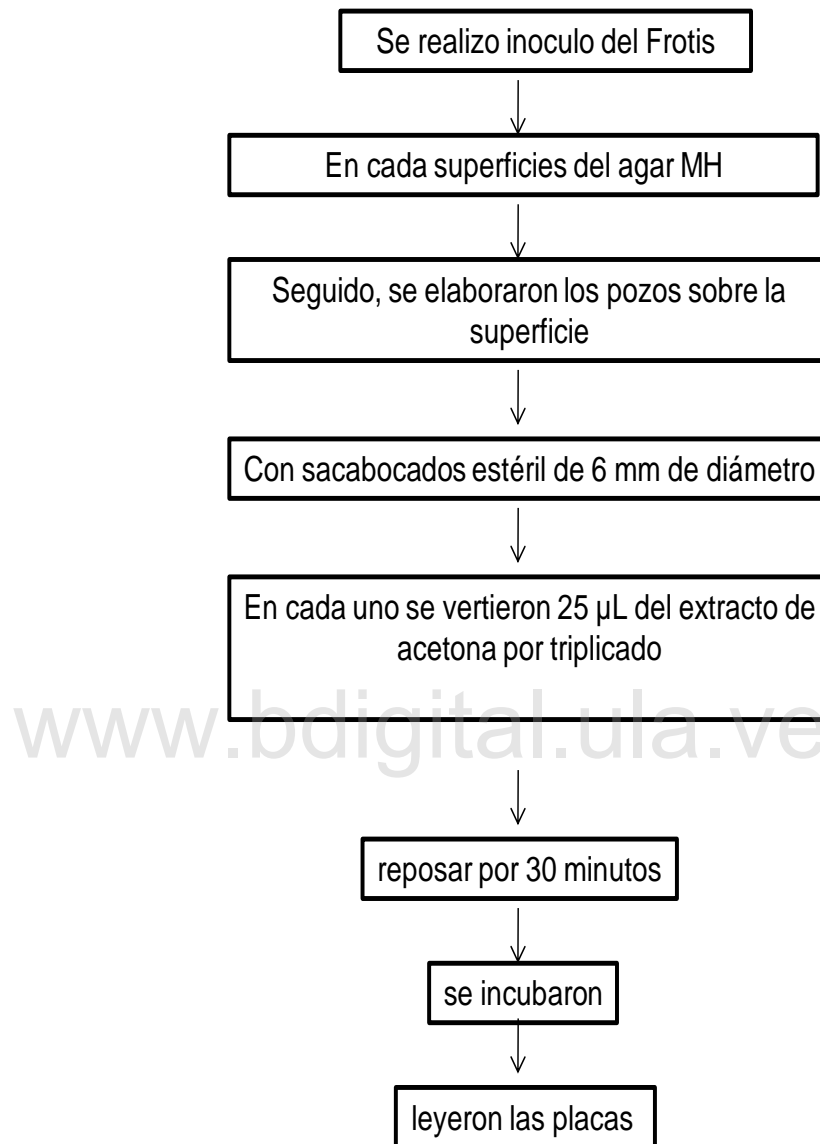 Se realizo inoculo del Frotis
En cada superficies del agar MH
Seguido, se elaboraron los pozos sobre la
superficie
Con sacabocados estéril de 6 mm de diámetro
En cada uno se vertieron 25 µL del extracto de
acetona por triplicado
www.bdigital.ula.ve
reposar por 30 minutos
se incubaron
leyeron las placas